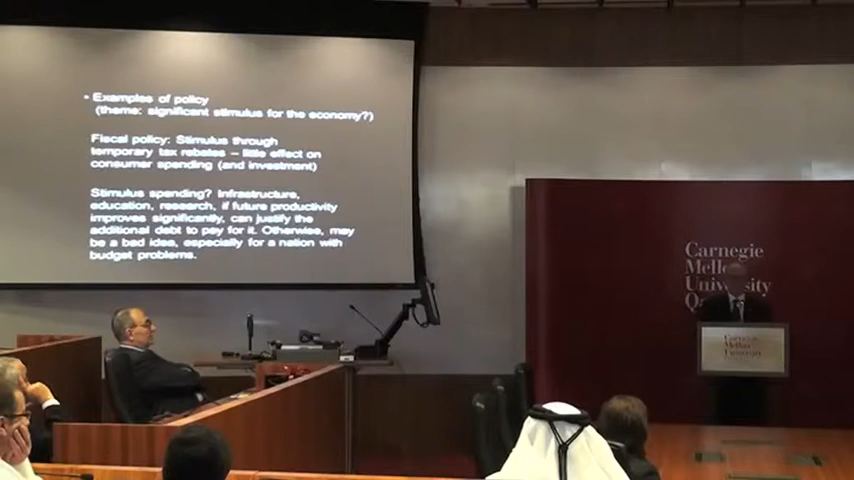 • Examples of policy
(theme: significant stimulus for the economy?)
Fiscal policy: Stimulus through
temporary tax rebates – little effect on
consumer spending (and investment)
Stimulus spending? Infrastructure,
education, research, if future productivity
improves significantly, can justify the
additional debt to pay for it. Otherwise, may
be a bad idea, especially for a nation with
budget problems.
Carnegie
University
Carnegie
Mellon